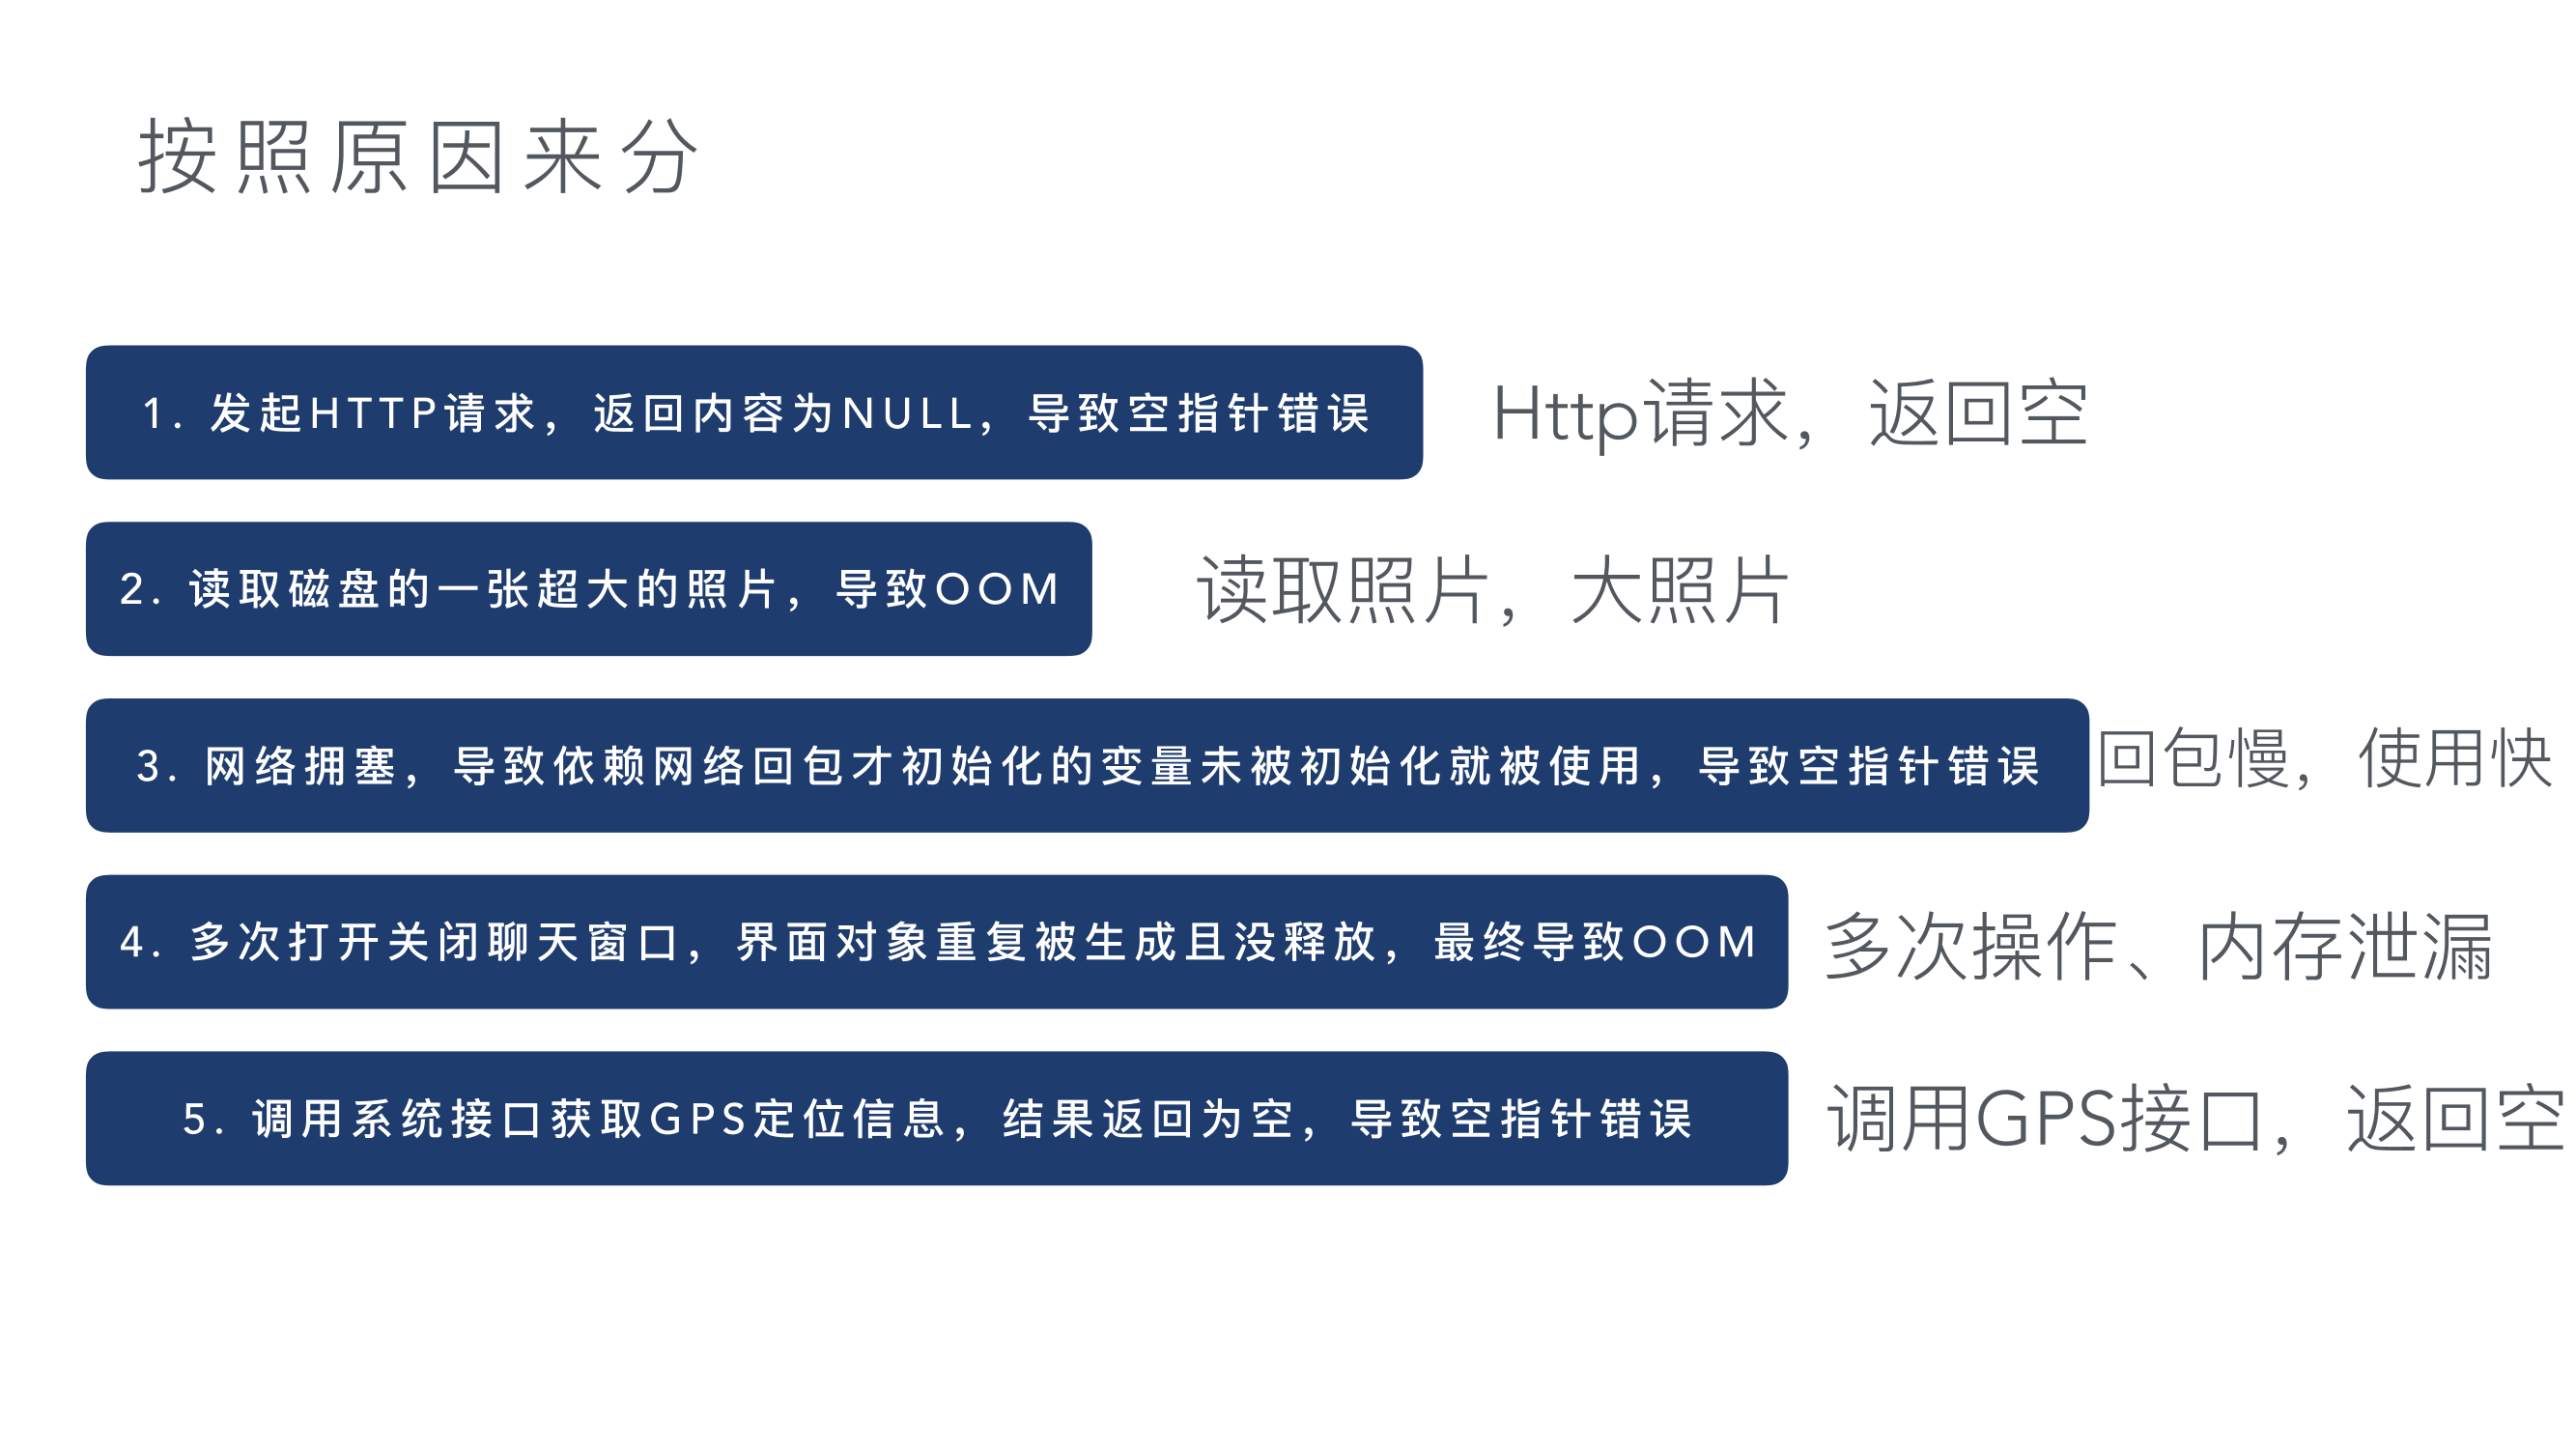 按照原因来分
1. 发起HTTP请求，返回内容为NULL，导致空指针错误
Http请求，返回空
2. 读取磁盘的一张超大的照片，导致OOM
读取照片，大照片
3. 网络拥塞，导致依赖网络回包才初始化的变量未被初始化就被使用，导致空指针错误
回包慢，使用快
4. 多次打开关闭聊天窗口，界面对象重复被生成且没释放，最终导致OOM
多次操作、内存泄漏
5. 调用系统接口获取GPS定位信息，结果返回为空，导致空指针错误
调用GPS接口，返回空